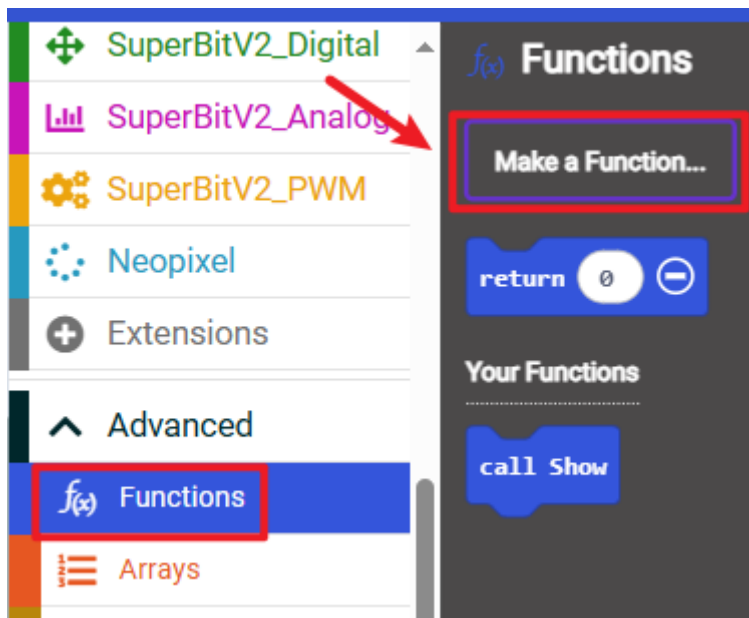 SuperBitV2_Digital
SuperBitV2_Analog
SuperBitV2_PWM
Neopixel
Extensions
Advanced
f(x) Functions
Arrays
f(x) Functions
Make a Function...
return 0
Your Functions
call Show